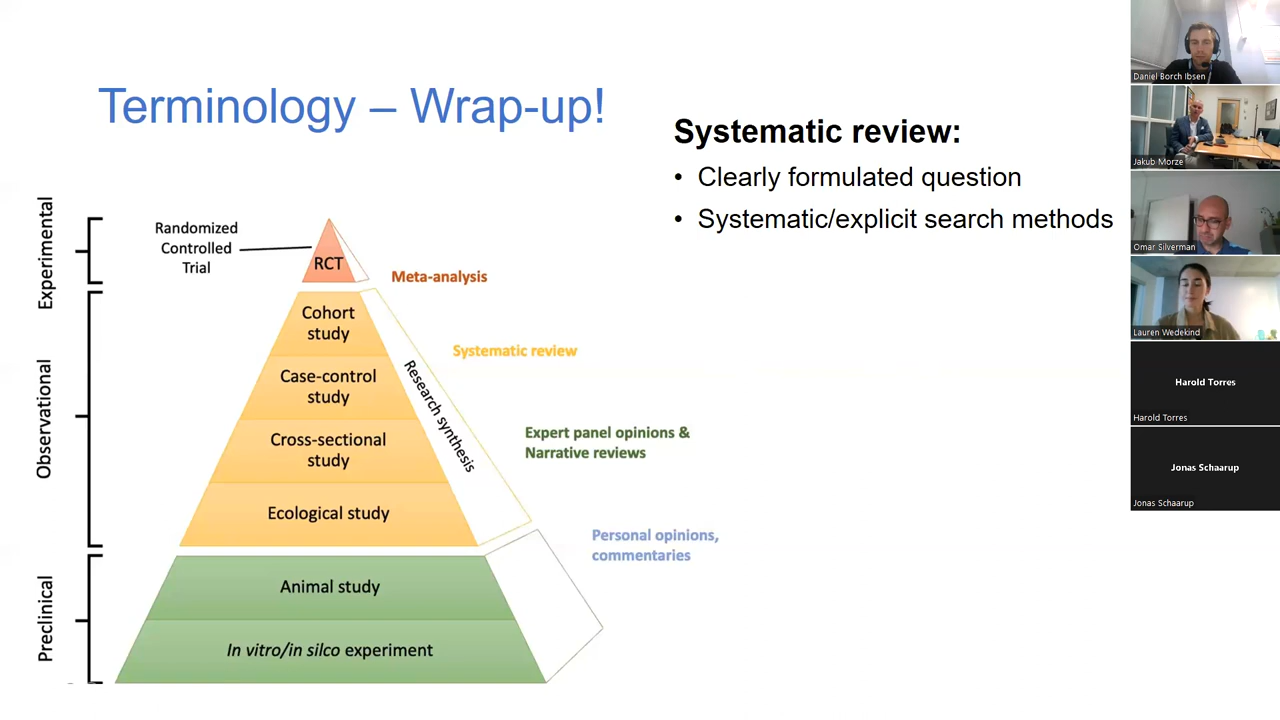 Terminology – Wrap-up!
Systematic review:
• Clearly formulated question
• Systematic/explicit search methods
Experimental
Observational
Preclinical
Randomized
Controlled
Trial
RCT
Cohort
study
Case-control
study
Cross-sectional
study
Ecological study
Animal study
In vitro/in silco experiment
Research synthesis
Meta-analysis
Systematic review
Expert panel opinions &
Narrative reviews
Personal opinions,
commentaries
Daniel Borch Ibsen
Jakub Morze
Omar Silverman
Lauren Wedekind
Harold Torres
Harold Torres
Jonas Schaarup
Jonas Schaarup